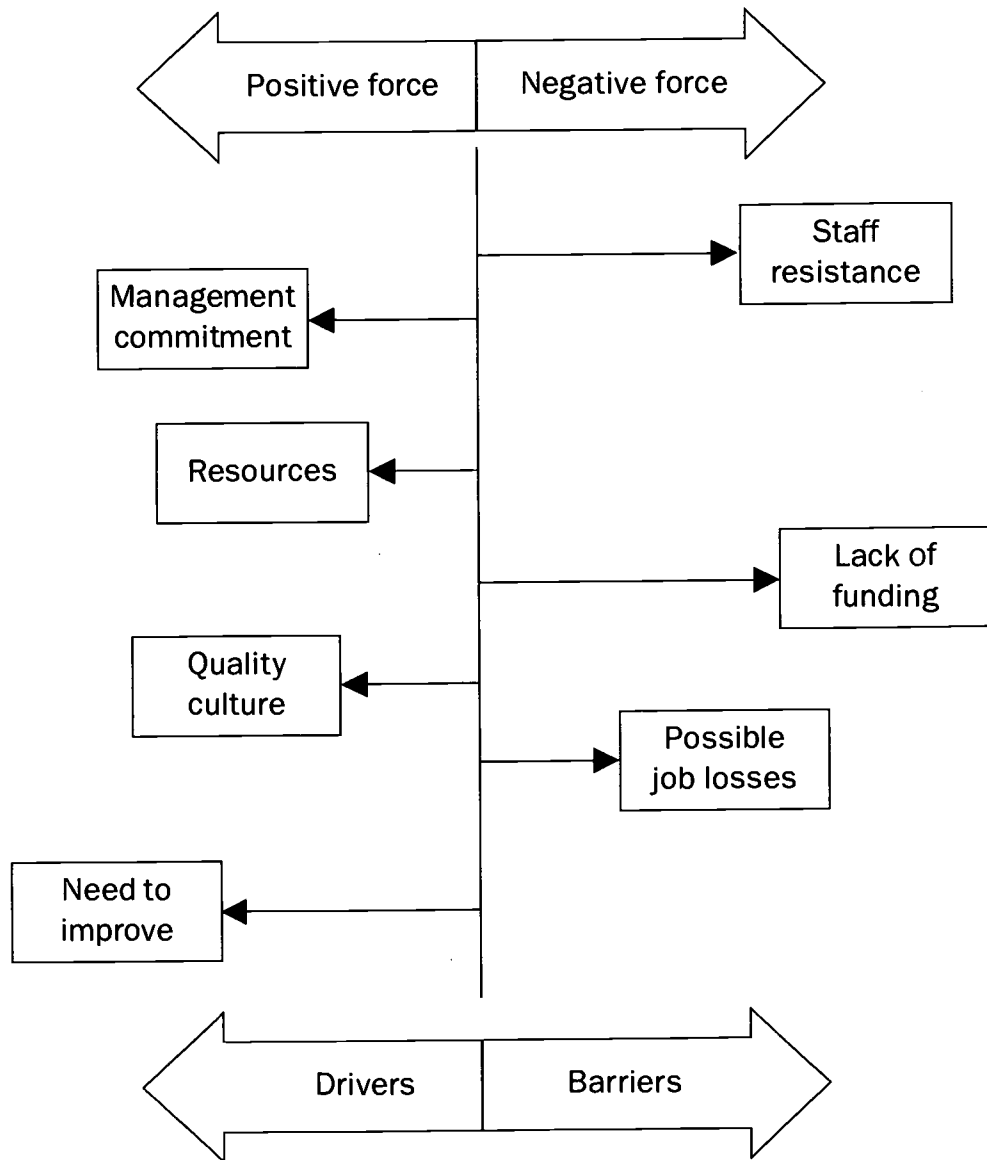 Positive force
Negative force
Staff
resistance
Management
commitment
Resources
Lack of
funding
Quality
culture
Possible
job losses
Need to
improve
Drivers
Barriers